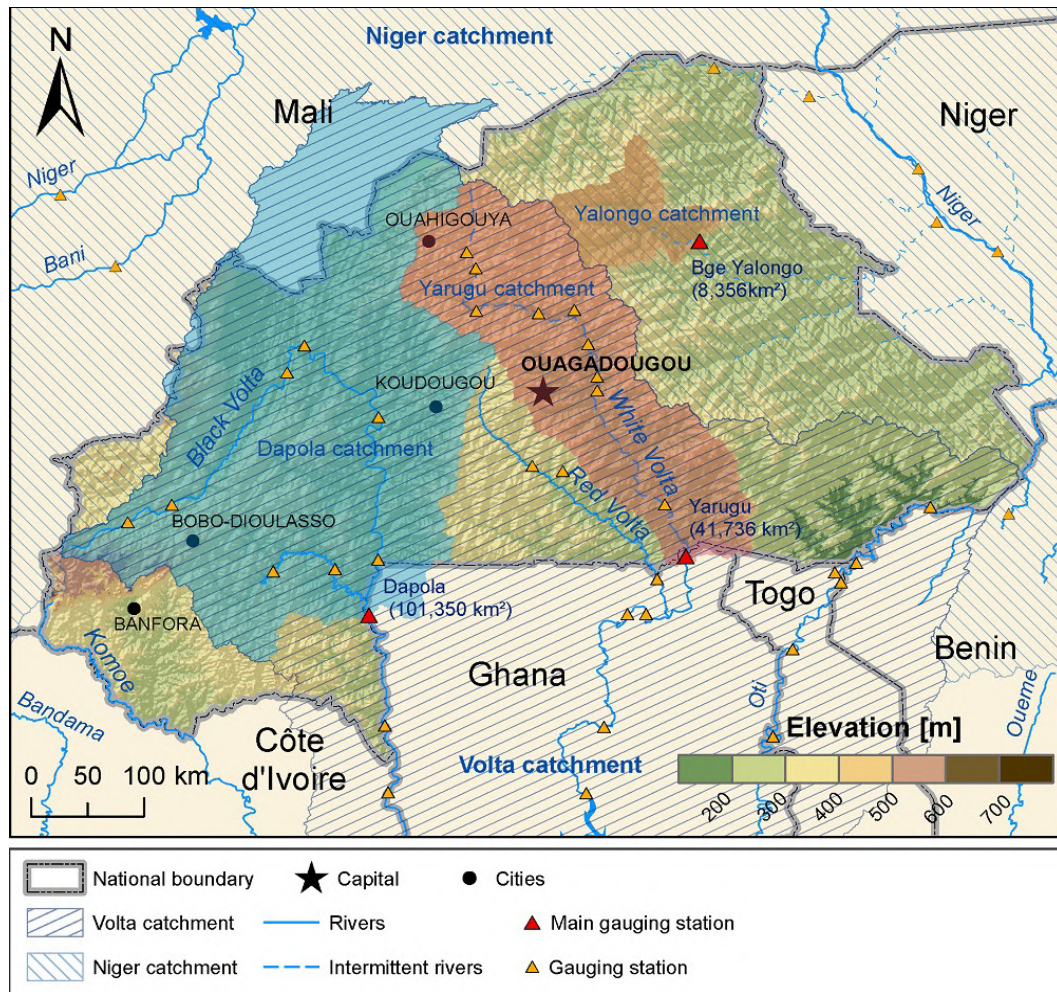 N
Niger catchment
Mali
Niger
Niger
Bani
Niger
OUAHIGOUYA
Yalongo catchment
Bge Yalongo
(8,356km²)
Yarugu catchment
OUAGADOUGOU
KOUDOUGOU
Black Volta
White Volta
Dapola catchment
Red Volta
Yarugu
(41,736 km²)
BOBO-DIOULASSO
Dapola
(101,350 km²)
Togo
BANFORA
Komoe
Ghana
Benin
Oti
Oueme
Bandama
Côte
d'Ivoire
Volta catchment
Elevation [m]
0 50 100 km
200 300 400 500 600 700
National boundary
Capital
Cities
Volta catchment
Rivers
Main gauging station
Niger catchment
Intermittent rivers
Gauging station